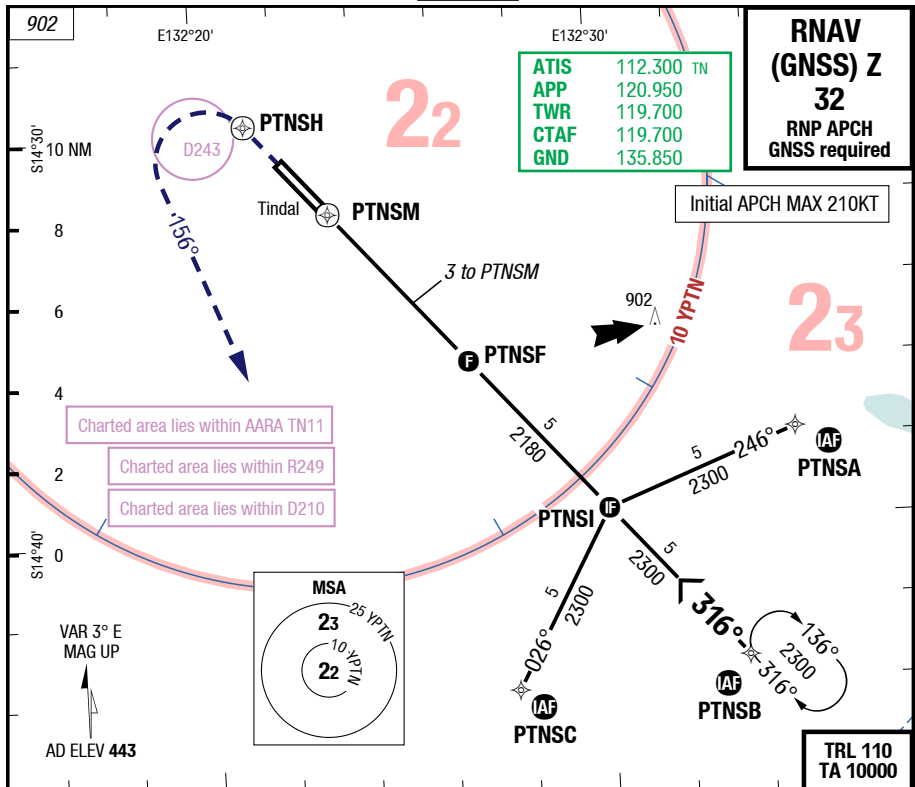 902
E132°20'
E132°30'
RNAV
(GNSS) Z
32
RNP APCH
GNSS required
ATIS 112.300 TN
APP 120.950
TWR 119.700
CTAF 119.700
GND 135.850
22
Initial APCH MAX 210KT
S14°30'
10 NM
D243
PTNSH
Tindal
PTNSM
8
156°
3 to PTNSM
6
902
10 YPTN
23
PTNSF
F
4
Charted area lies within AARA TN11
5
2180
5
2300
246°
IAF
PTNSA
2
Charted area lies within R249
Charted area lies within D210
PTNSI
IF
S14°40'
0
5
2300
316°
5
2300
026°
136°
2300
316°
IAF
PTNSB
IAF
PTNSC
MSA
25 YPTN
23
10 YPTN
22
VAR 3° E
MAG UP
AD ELEV 443
TRL 110
TA 10000